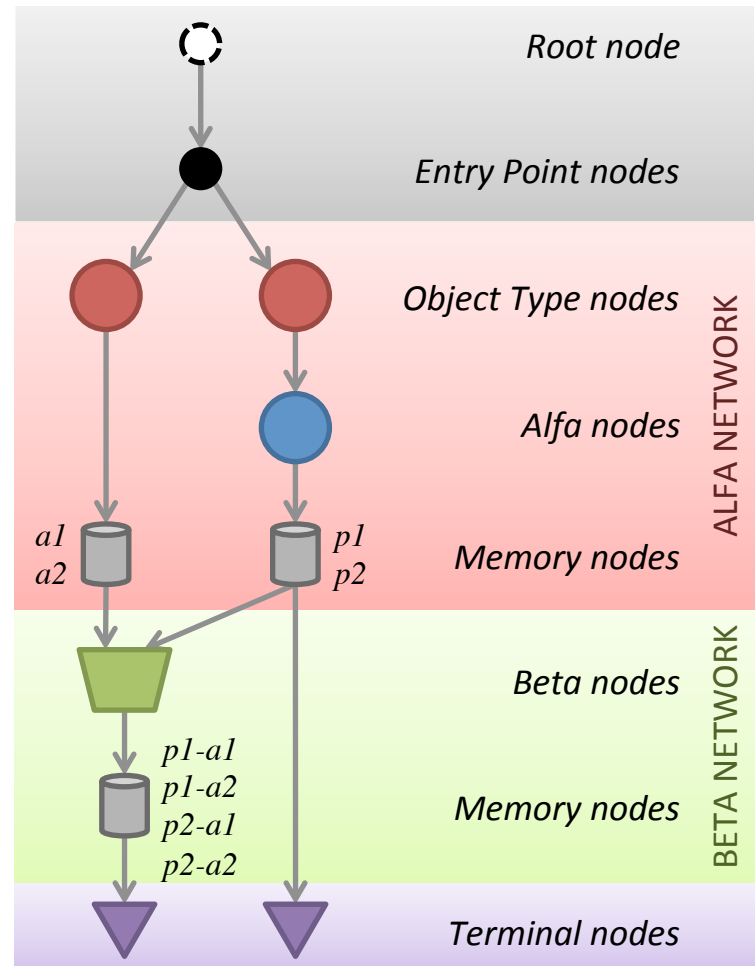 Root node
Entry Point nodes
Object Type nodes
ALFA NETWORK
Alfa nodes
a1
a2
p1
p2
Memory nodes
Beta nodes
BETA NETWORK
p1-a1
p1-a2
p2-a1
p2-a2
Memory nodes
Terminal nodes